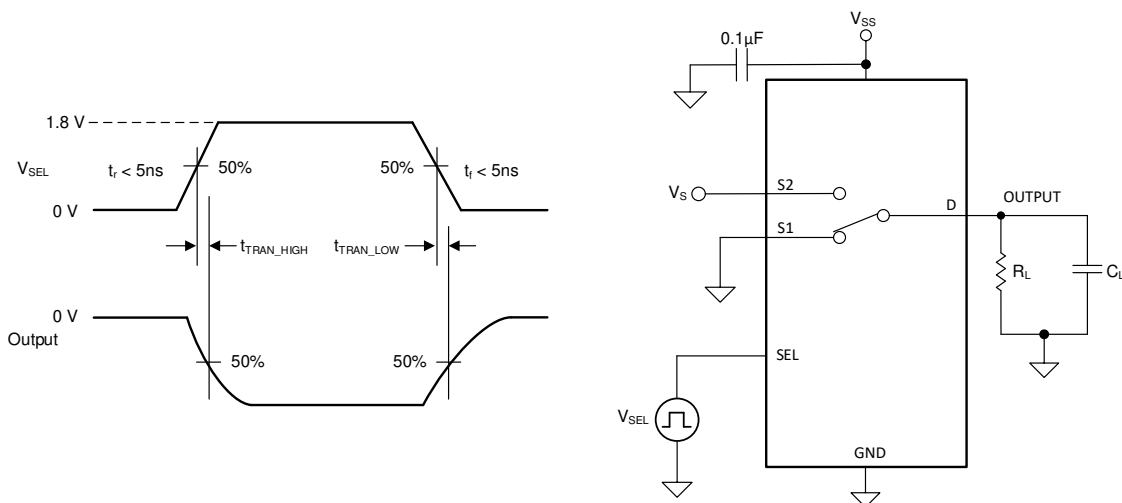 1.8 V
V_SEL
t_r < 5ns
50%
50%
t_f < 5ns
0 V
t_TRAN_HIGH
t_TRAN_LOW
0 V
Output
50%
50%
V_SS
0.1µF
V_S
S2
S1
D
OUTPUT
R_L
C_L
SEL
V_SEL
GND